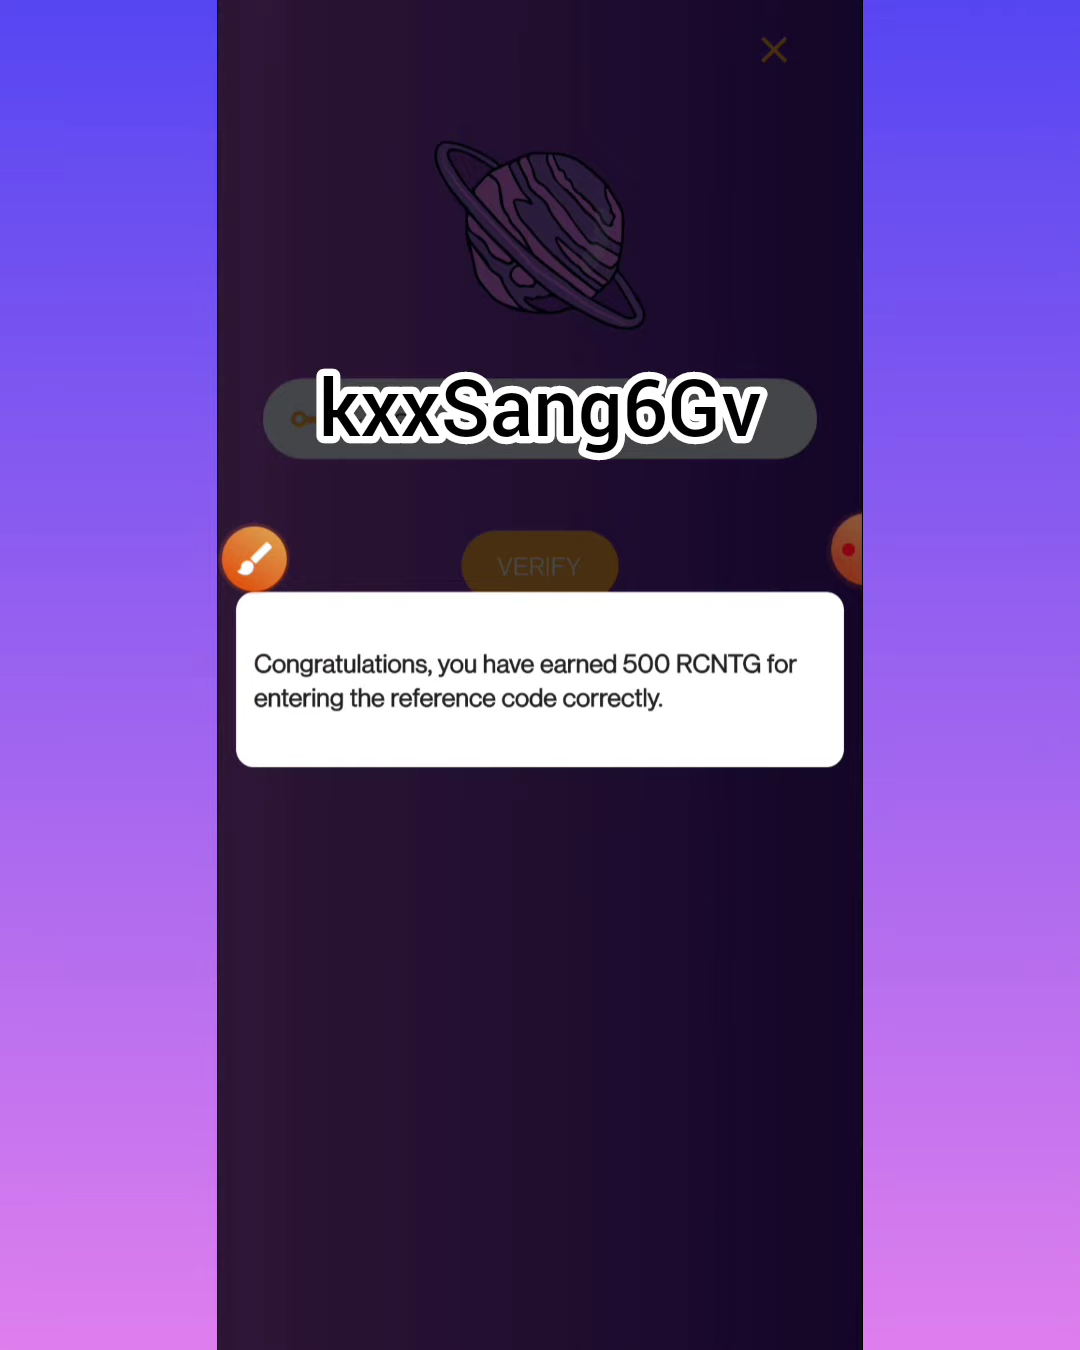 kxxSang6Gv
VERIFY
Congratulations, you have earned 500 RCNTG for
entering the reference code correctly.